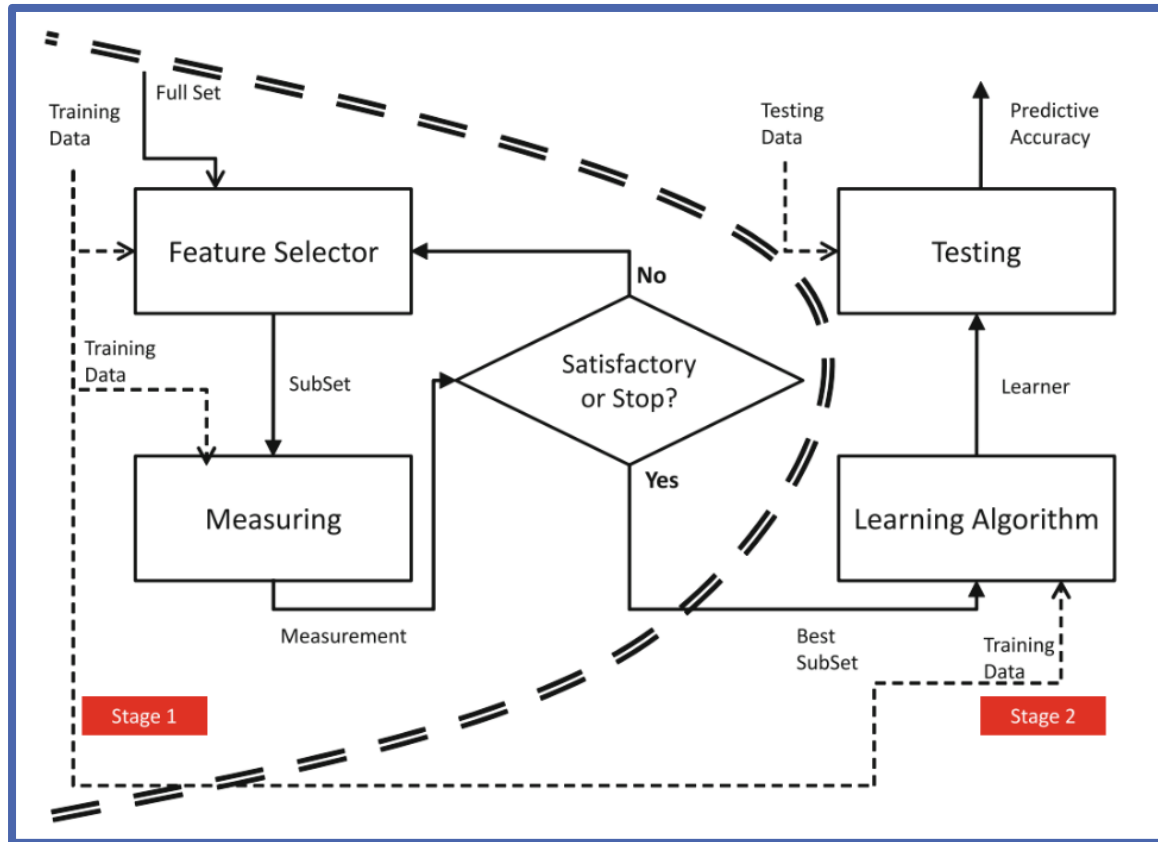 Full Set
Training
Data
Testing
Data
Predictive
Accuracy
Feature Selector
Testing
No
Training
Data
SubSet
Satisfactory
or Stop?
Learner
Yes
Measuring
Learning Algorithm
Measurement
Best
SubSet
Training
Data
Stage 1
Stage 2